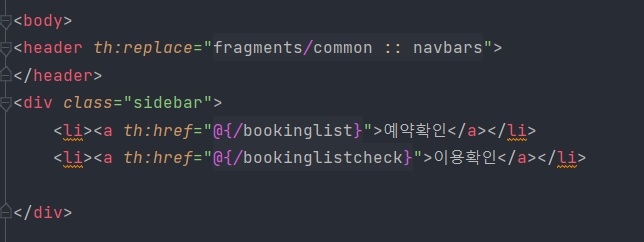 <body>
<header th:replace="fragments/common :: navbars">
</header>
<div class="sidebar">
    <li><a th:href="@{/bookinglist}">예약확인</a></li>
    <li><a th:href="@{/bookinglistcheck}">이용확인</a></li>
</div>